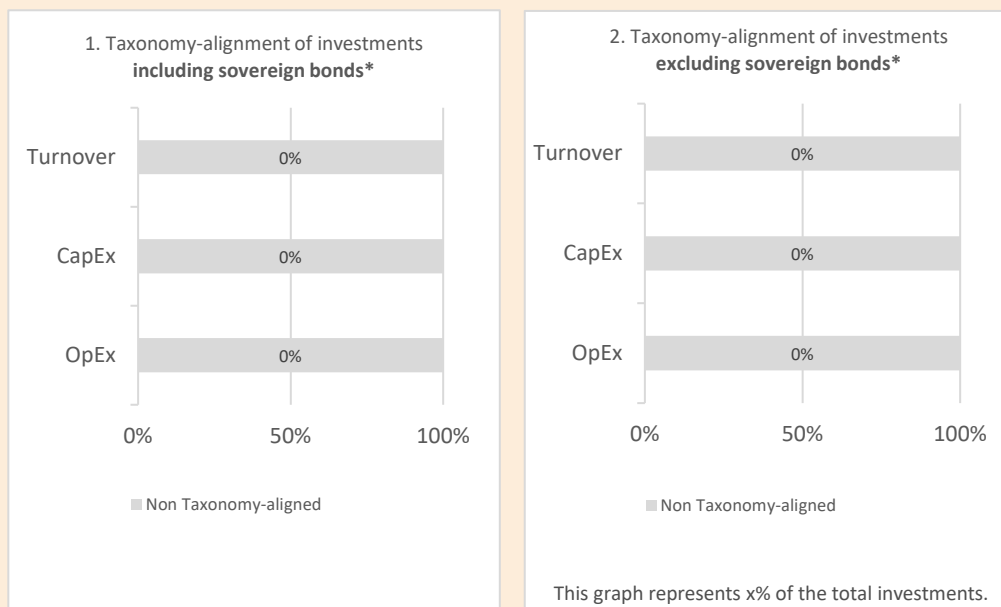 1. Taxonomy-alignment of investments
including sovereign bonds*
Turnover
0%
CapEx
0%
OpEx
0%
0%
50%
100%
Non Taxonomy-aligned
2. Taxonomy-alignment of investments
excluding sovereign bonds*
Turnover
0%
CapEx
0%
OpEx
0%
0%
50%
100%
Non Taxonomy-aligned
This graph represents x% of the total investments.